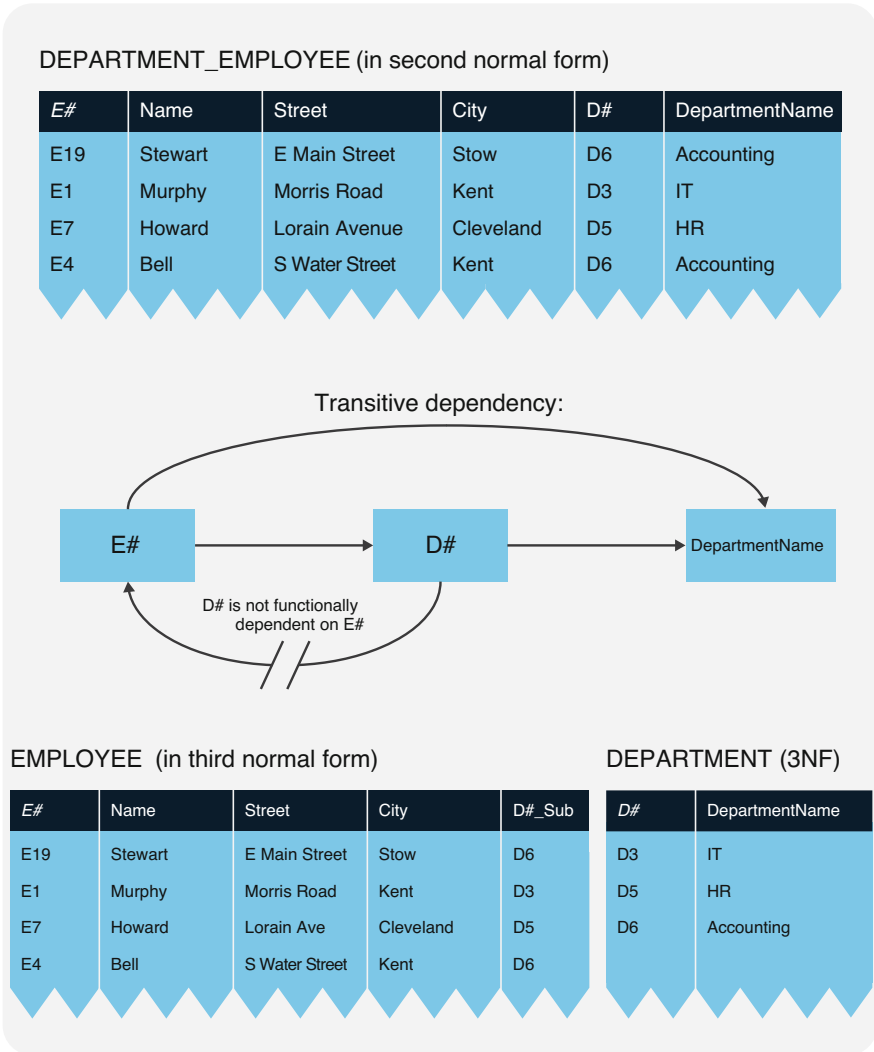 DEPARTMENT_EMPLOYEE (in second normal form)
E# Name Street City D# DepartmentName
E19 Stewart E Main Street Stow D6 Accounting
E1 Murphy Morris Road Kent D3 IT
E7 Howard Lorain Avenue Cleveland D5 HR
E4 Bell S Water Street Kent D6 Accounting
Transitive dependency:
E# D# DepartmentName
D# is not functionally
dependent on E#
EMPLOYEE (in third normal form)
E# Name Street City D#_Sub
E19 Stewart E Main Street Stow D6
E1 Murphy Morris Road Kent D3
E7 Howard Lorain Ave Cleveland D5
E4 Bell S Water Street Kent D6
DEPARTMENT (3NF)
D# DepartmentName
D3 IT
D5 HR
D6 Accounting